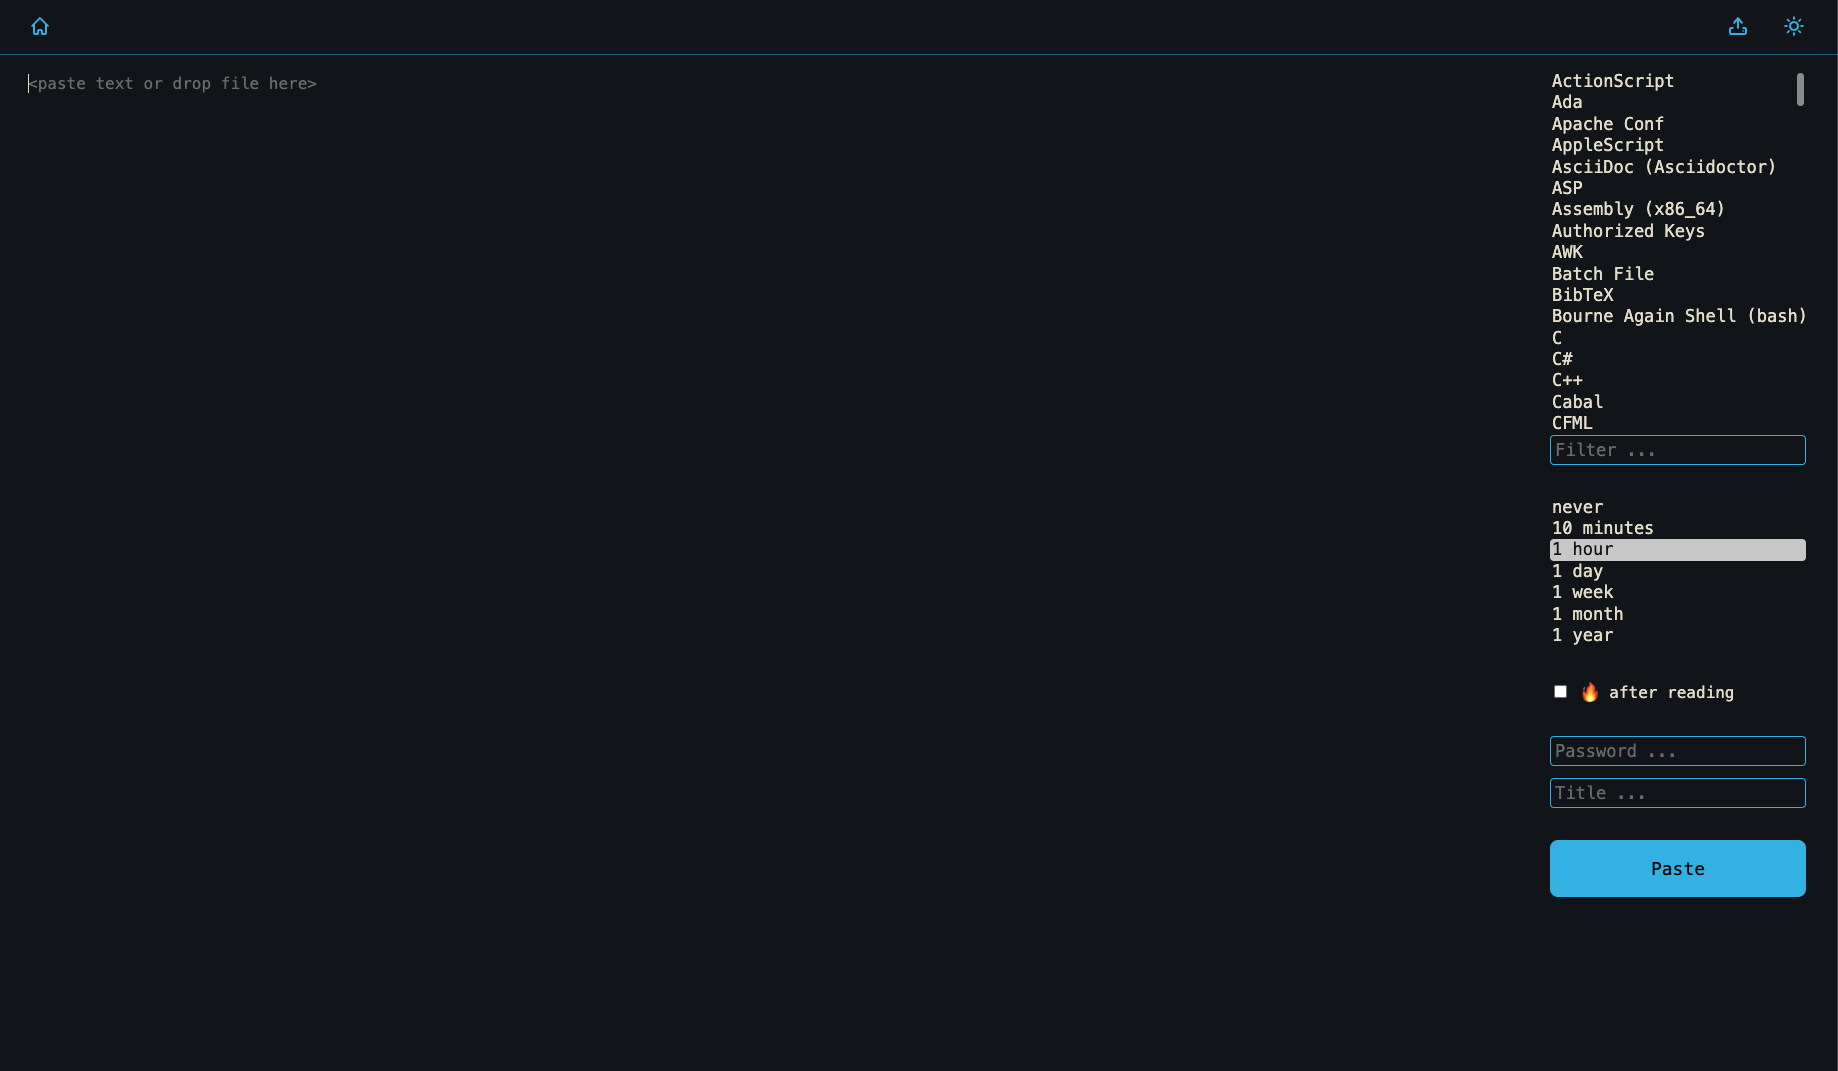 <paste text or drop file here>
ActionScript
Ada
Apache Conf
AppleScript
AsciiDoc (Asciidoctor)
ASP
Assembly (x86_64)
Authorized Keys
AWK
Batch File
BibTeX
Bourne Again Shell (bash)
C
C#
C++
Cabal
CFML
Filter ...
never
10 minutes
1 hour
1 day
1 week
1 month
1 year
🔥 after reading
Password ...
Title ...
Paste